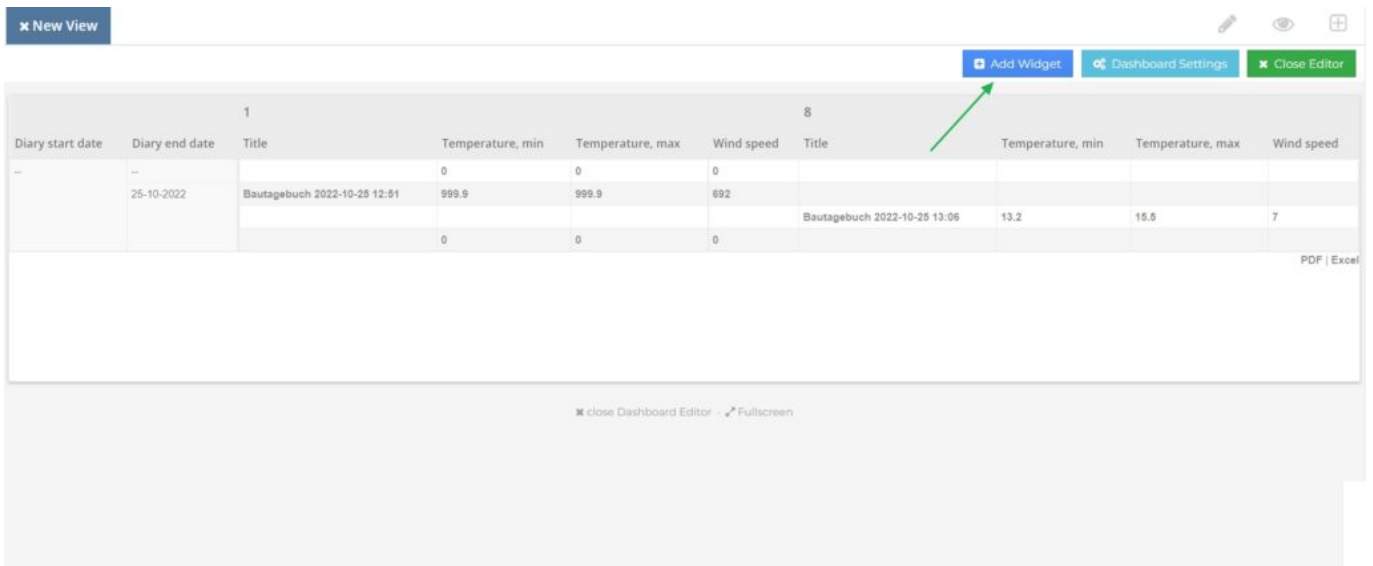 ✖ New View
Add Widget Dashboard Settings ✖ Close Editor
1 8
Diary start date Diary end date Title Temperature, min Temperature, max Wind speed Title Temperature, min Temperature, max Wind speed
-- -- 0 0 0
25-10-2022 Bautagebuch 2022-10-25 12:51 999.9 999.9 692
Bautagebuch 2022-10-25 13:06 13.2 15.5 7
0 0 0
PDF | Excel
✖ close Dashboard Editor - Fullscreen